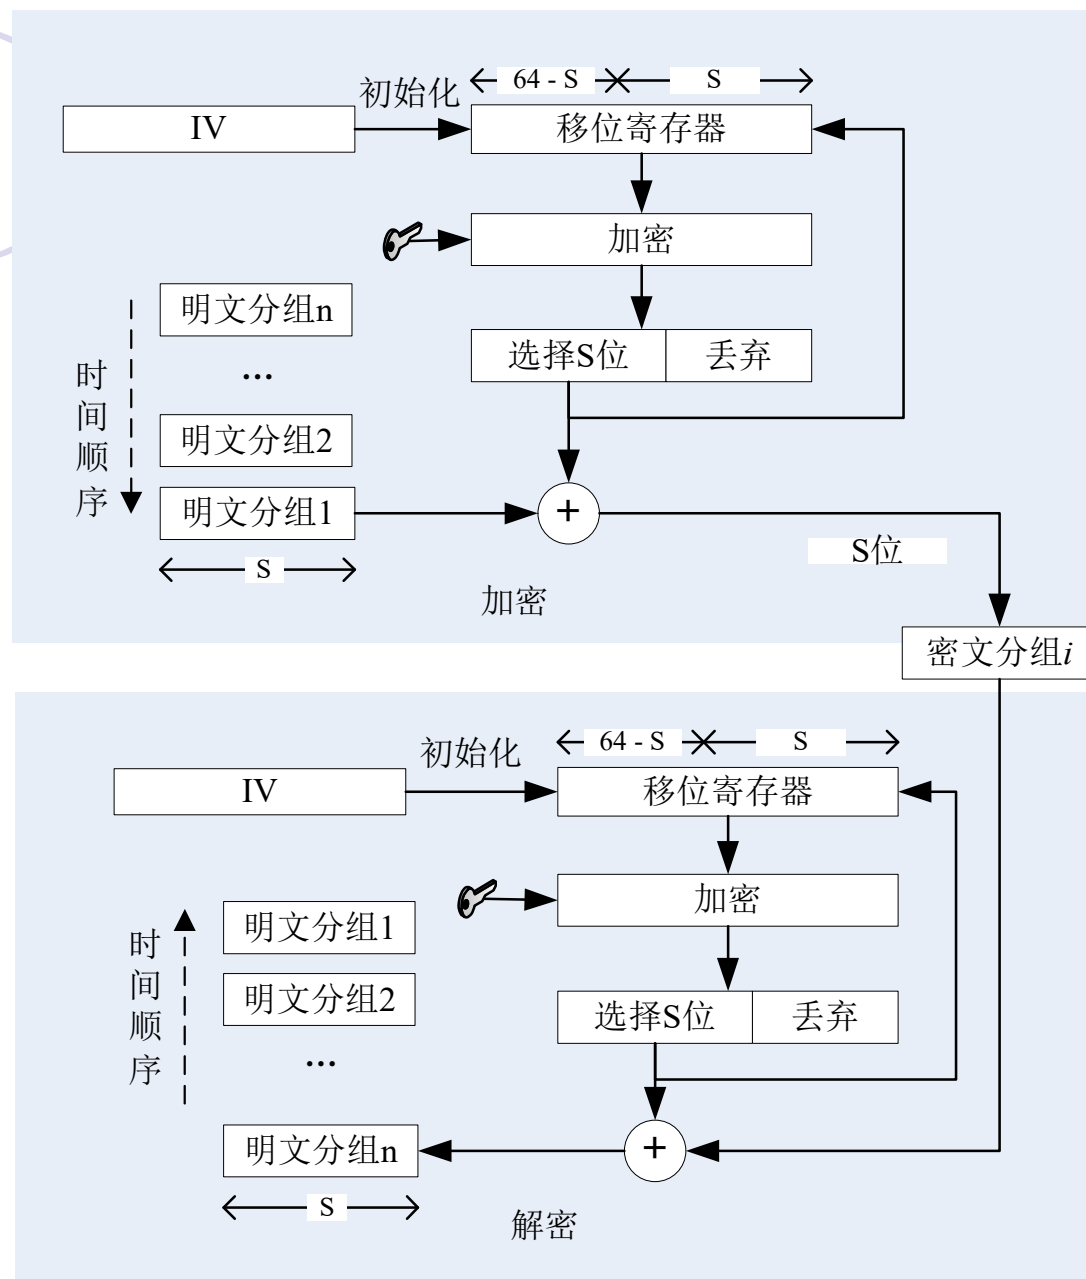 64 - S
S
初始化
IV
移位寄存器
加密
明文分组n
选择S位
丢弃
...
时间顺序
明文分组2
明文分组1
+
S位
S
加密
密文分组i
64 - S
S
初始化
IV
移位寄存器
加密
明文分组1
时间顺序
明文分组2
选择S位
丢弃
...
明文分组n
+
S
解密